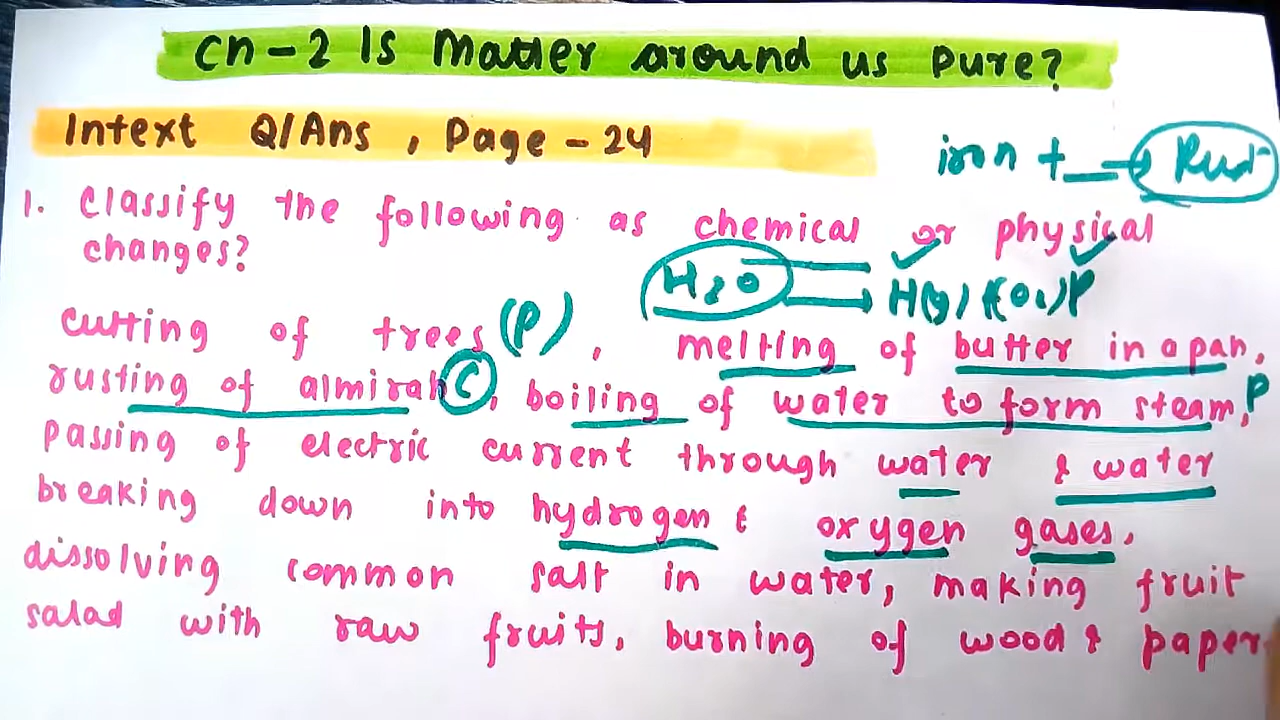 Cn-2 Is Matter around us pure?
Intext Q/Ans, Page-24
iron + __ → Rust
1. Classify the following as chemical or physical
changes?
H2O → H(g) + (O2) P
cutting of trees (P), melting of butter in a pan,
rusting of almirah (C), boiling of water to form steam, P
passing of electric current through water & water
breaking down into hydrogen & oxygen gases.
dissolving common salt in water, making fruit
salad with raw fruits, burning of wood & paper